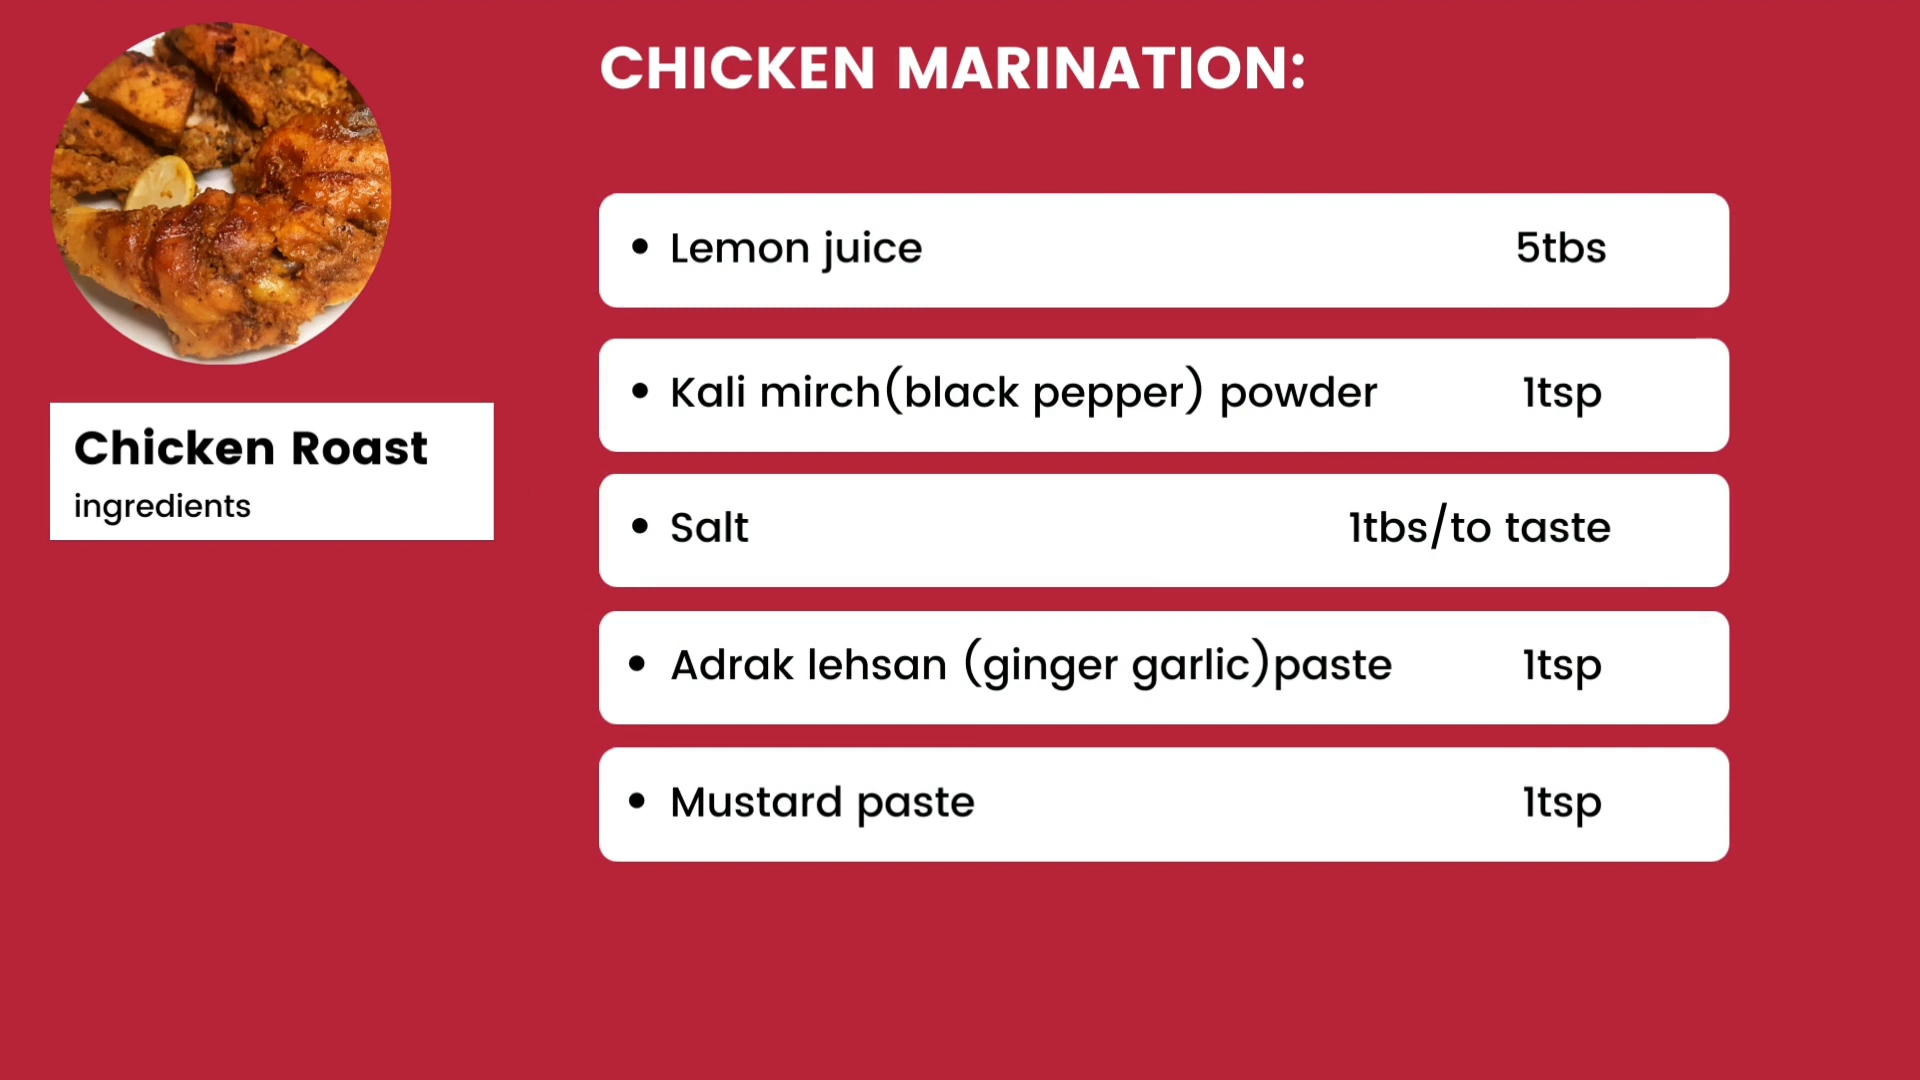 CHICKEN MARINATION:
Chicken Roast
ingredients
• Lemon juice 5tbs
• Kali mirch(black pepper) powder 1tsp
• Salt 1tbs/to taste
• Adrak lehsan (ginger garlic)paste 1tsp
• Mustard paste 1tsp